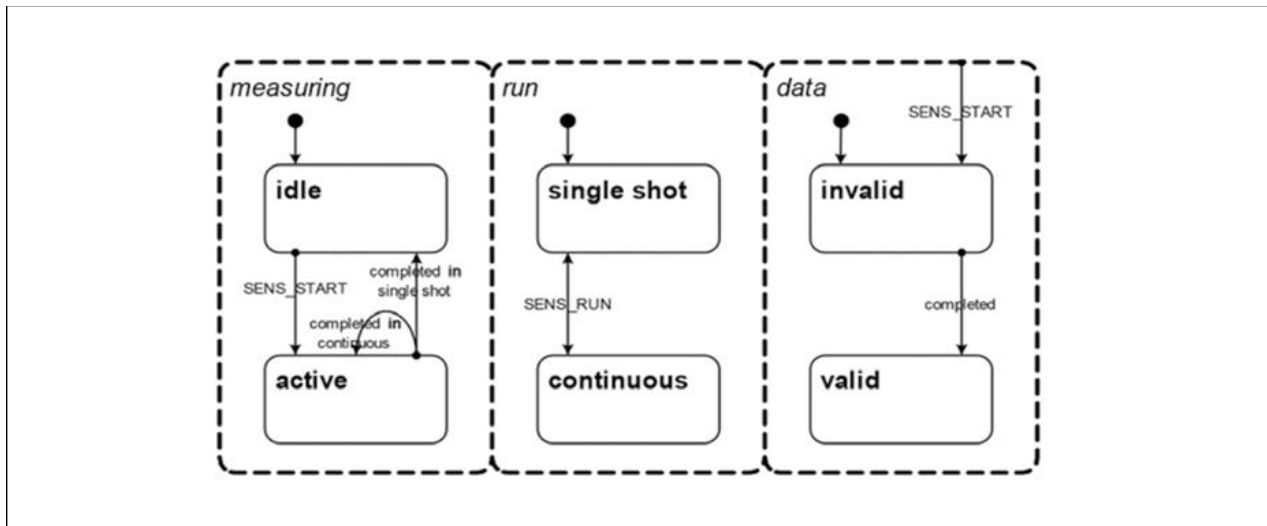 measuring
run
data
SENS_START
idle
single shot
invalid
SENS_START
completed in
single shot
SENS_RUN
completed
completed in
continuous
active
continuous
valid